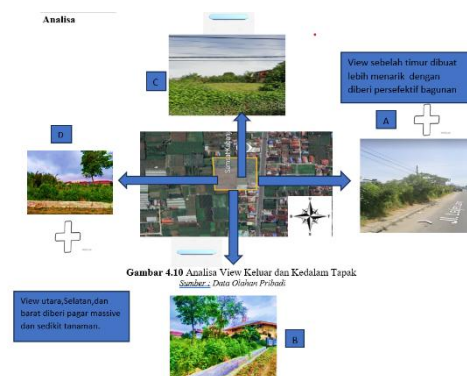 Analisa
View sebelah timur dibuat
lebih menarik dengan
diberi persefektif bagunan
C
A
D
Gambar 4.10 Analisa View Keluar dan Kedalam Tapak
Sumber : Data Olahan Pribadi
View utara,Selatan,dan
barat diberi pagar massive
dan sedikit tanaman.
B